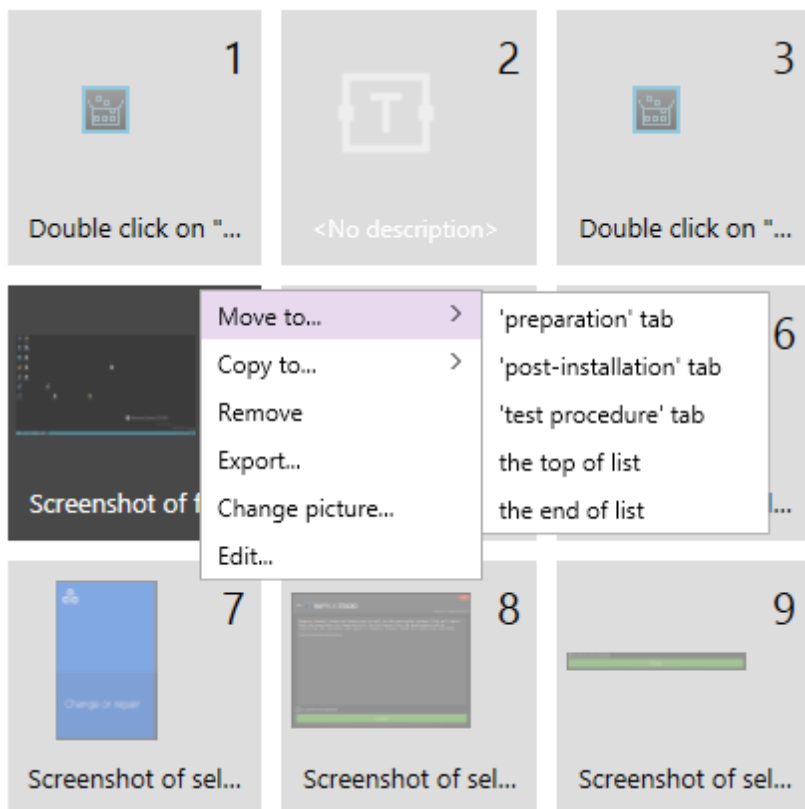 1
2
3
T
Double click on "...
<No description>
Double click on "...
Move to...
Copy to...
Remove
Export...
Change picture...
Edit...
'preparation' tab
'post-installation' tab
'test procedure' tab
the top of list
the end of list
6
Screenshot of f
l...
7
8
9
Change or repair
Screenshot of sel...
Screenshot of sel...
Screenshot of sel...